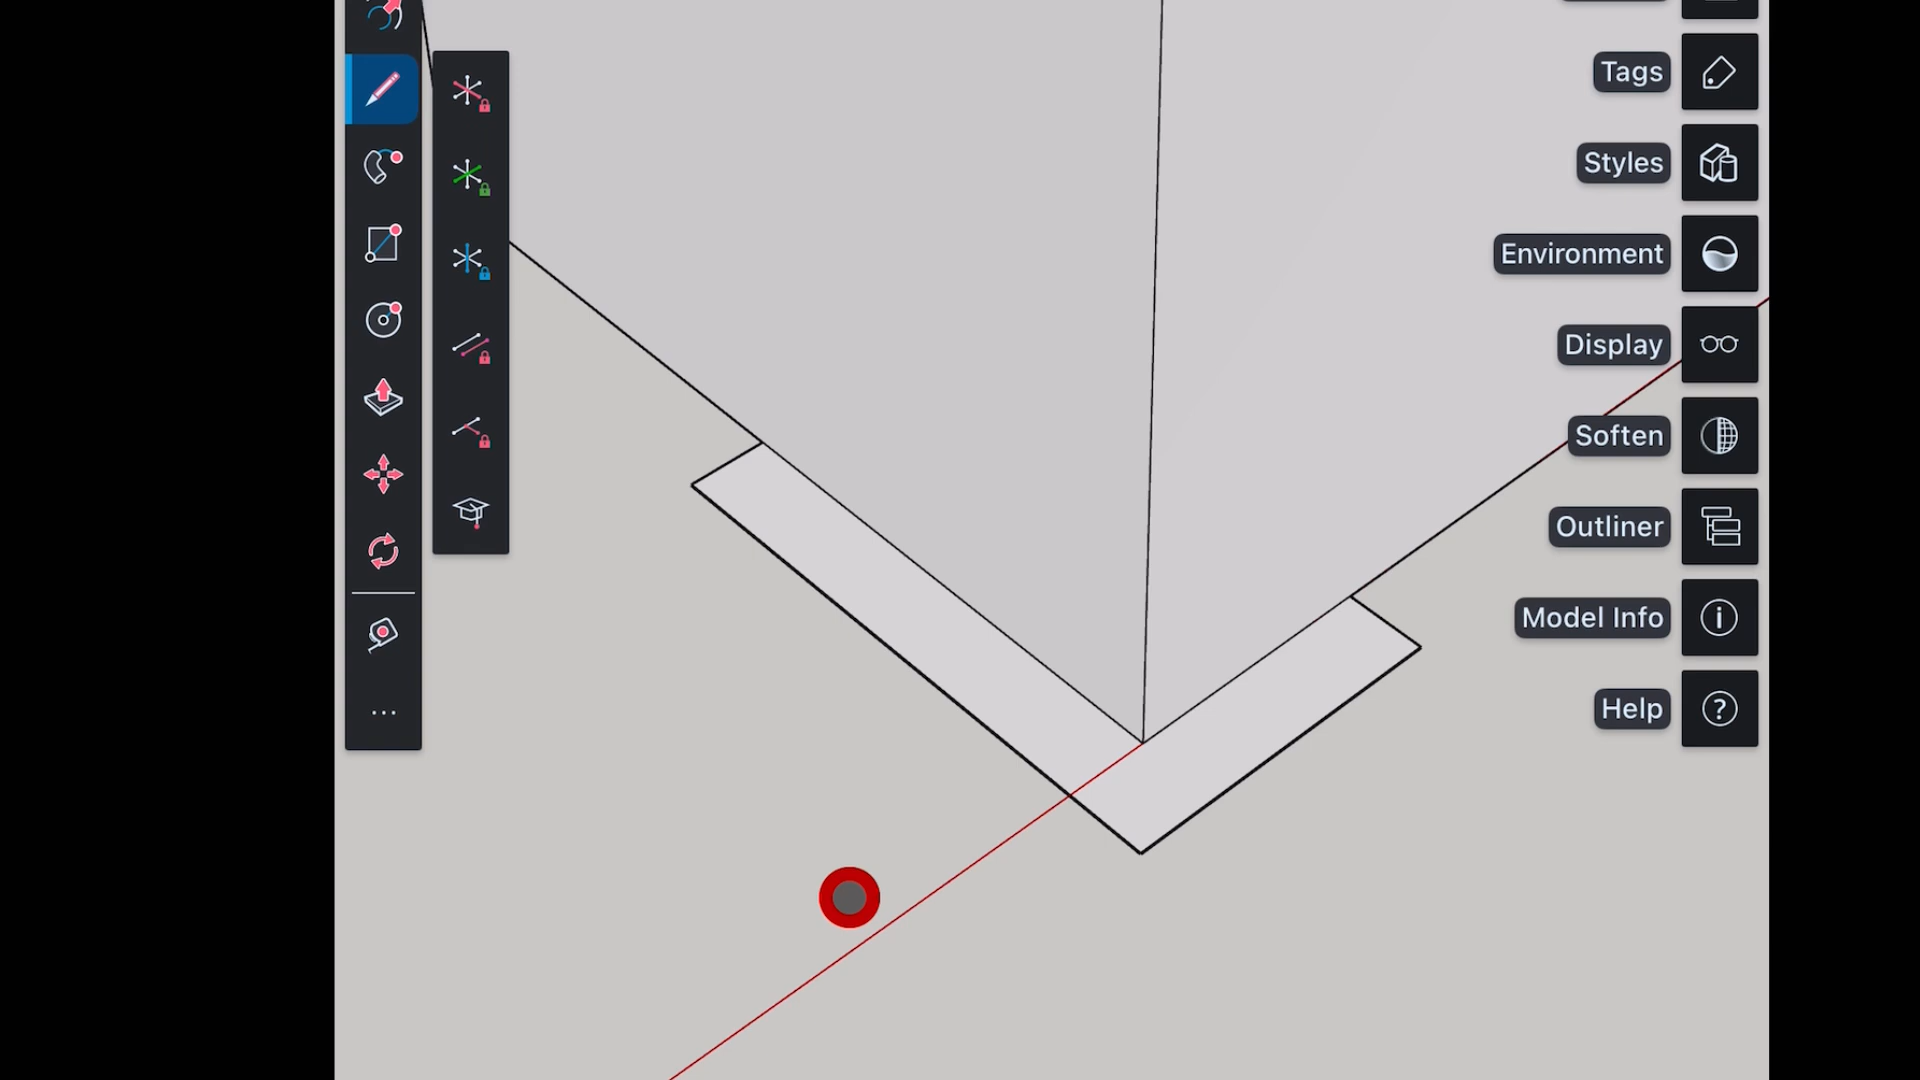 Tags
Styles
Environment
Display
Soften
Outliner
Model Info
Help